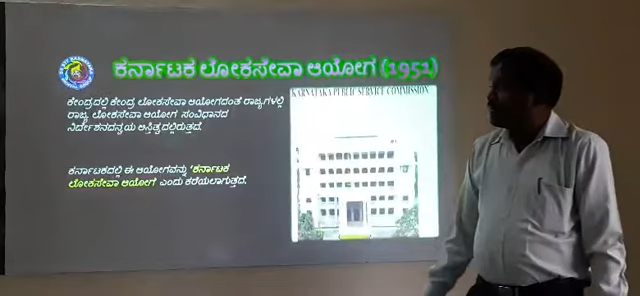 ಕರ್ನಾಟಕ ಲೋಕಸೇವಾ ಆಯೋಗ (1951)
ಕೇಂದ್ರದಲ್ಲಿ ಕೇಂದ್ರ ಲೋಕಸೇವಾ ಆಯೋಗದಂತೆ ರಾಜ್ಯಗಳಲ್ಲಿ
ರಾಜ್ಯ ಲೋಕಸೇವಾ ಆಯೋಗ ಸಂವಿಧಾನದ
ನಿರ್ದೇಶನದನ್ವಯ ಅಸ್ತಿತ್ವದಲ್ಲಿರುತ್ತದೆ.
ಕರ್ನಾಟಕದಲ್ಲಿ ಈ ಆಯೋಗವನ್ನು 'ಕರ್ನಾಟಕ
ಲೋಕಸೇವಾ ಆಯೋಗ' ಎಂದು ಕರೆಯಲಾಗುತ್ತದೆ.
KARNATAKA PUBLIC SERVICE COMMISSION